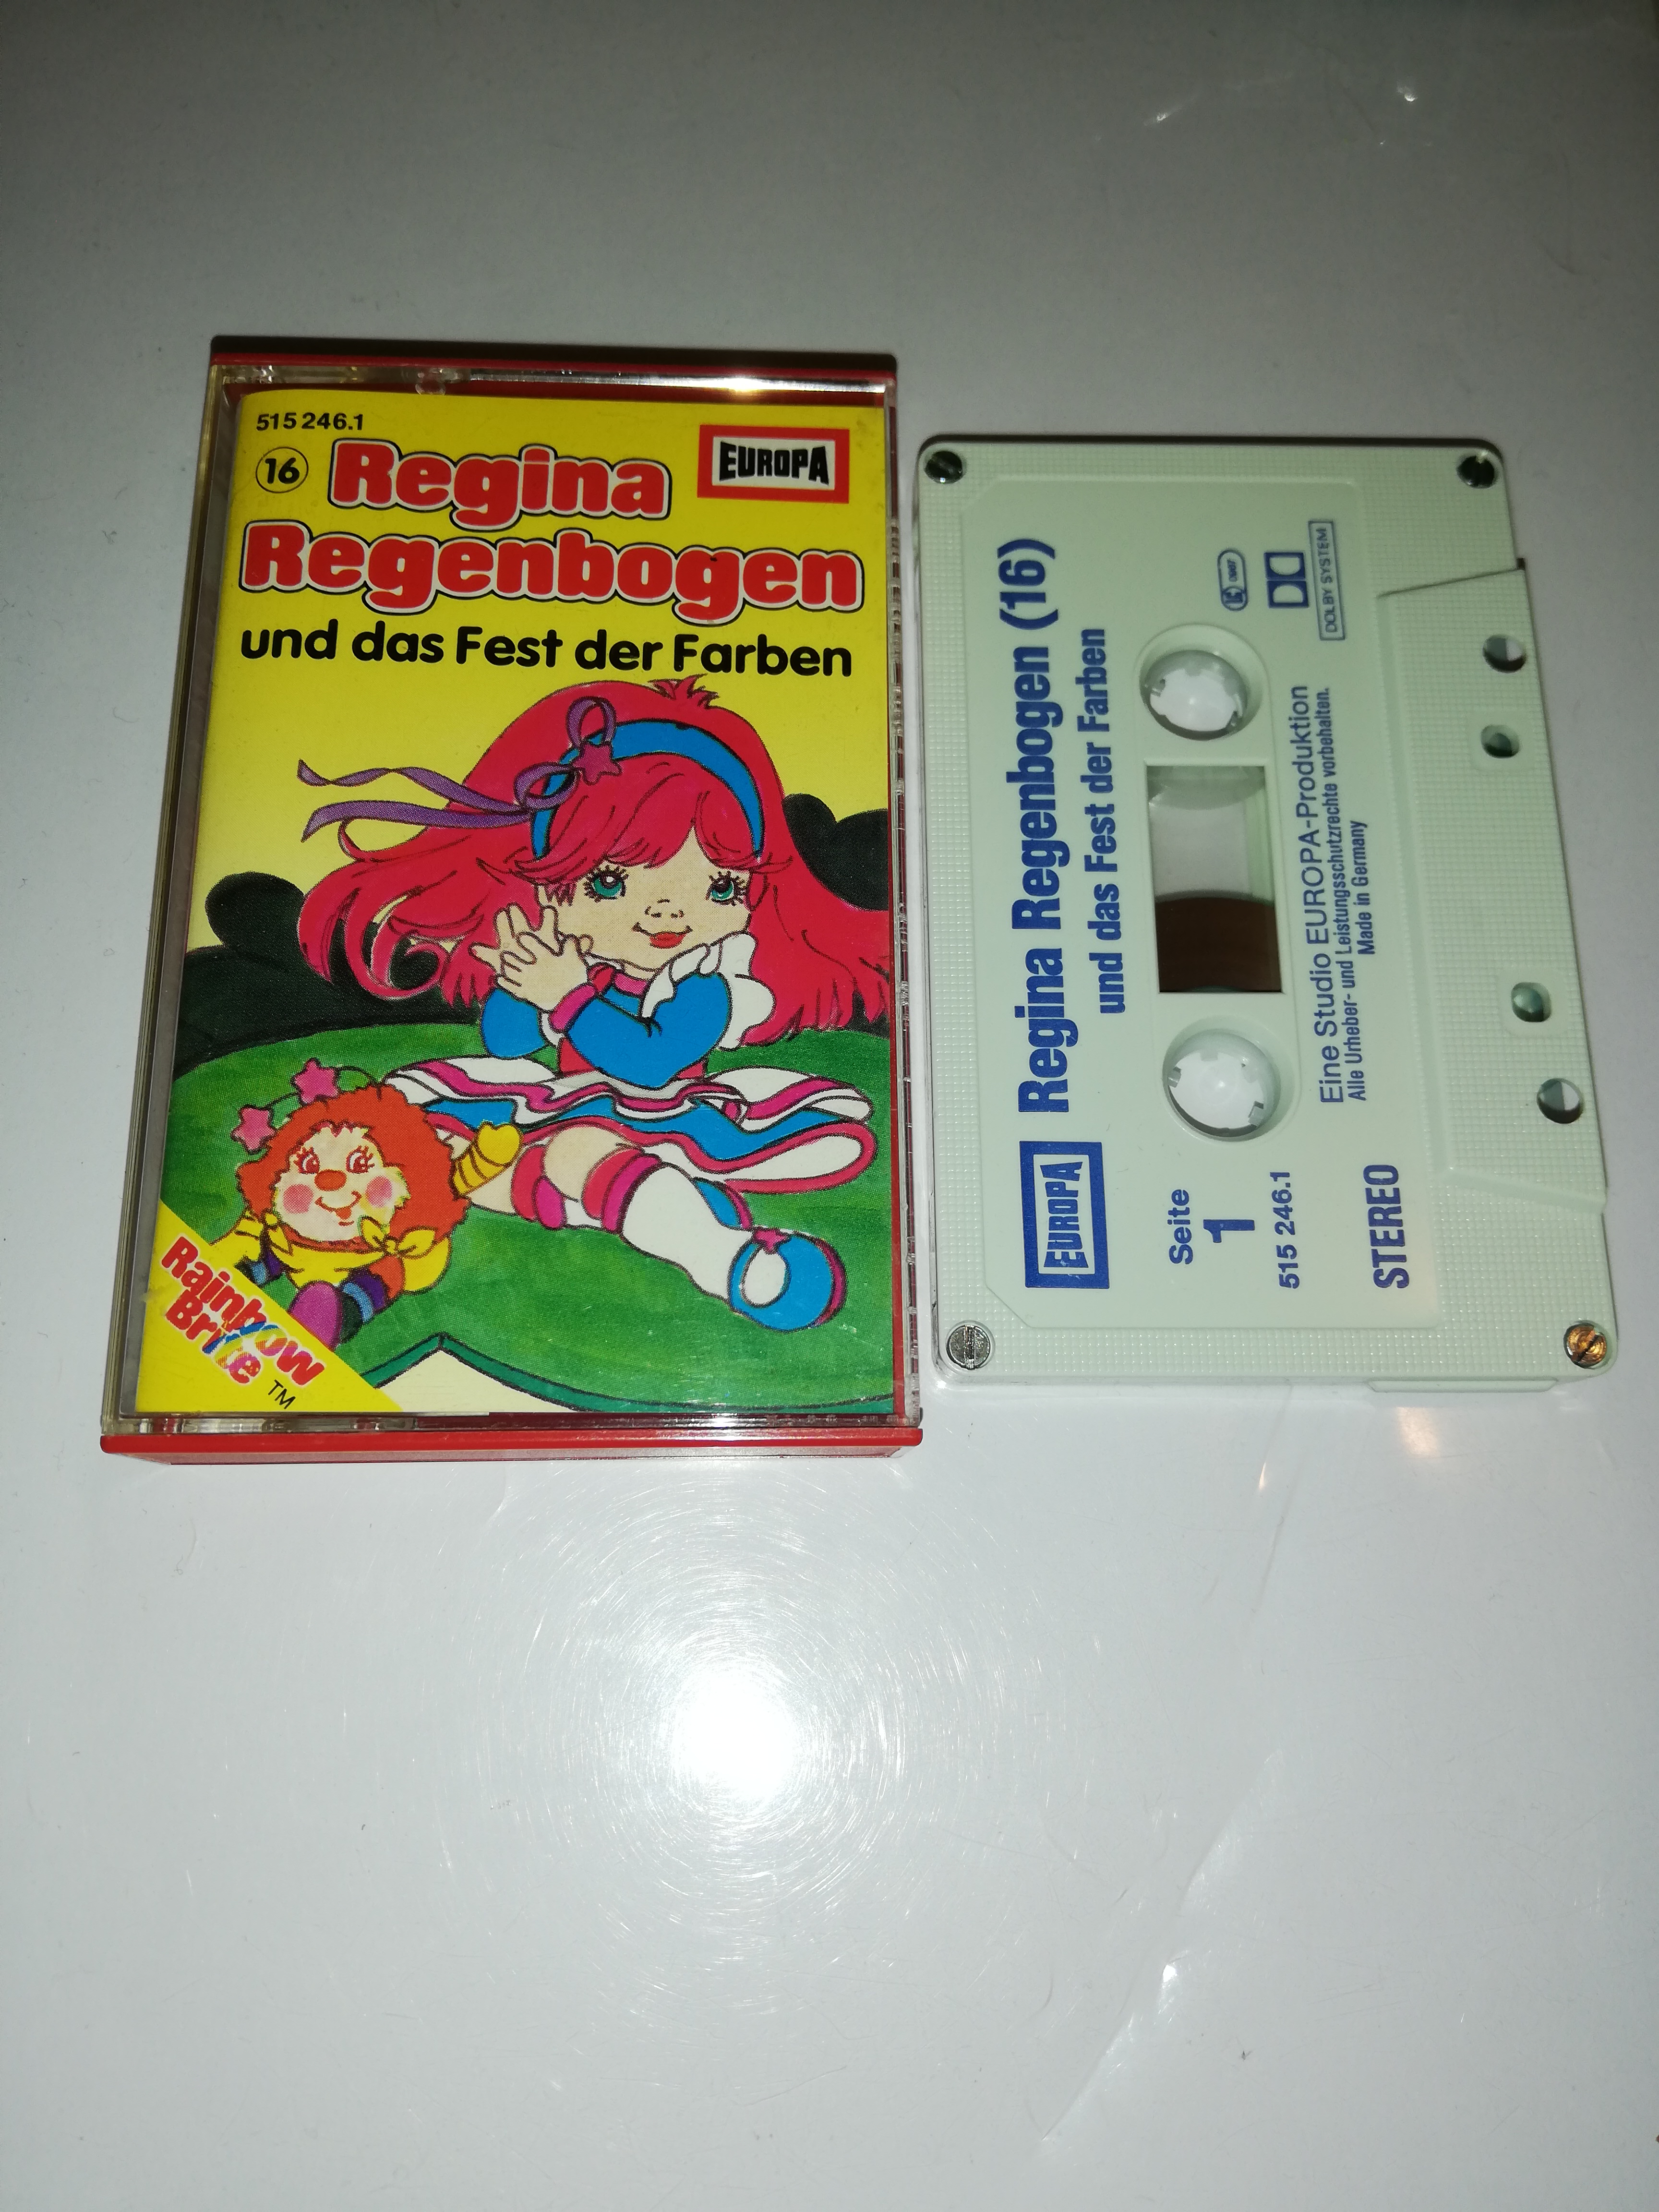 515 246.1
16
Regina
EUROPA
Regenbogen
und das Fest der Farben
Rainbow
Brite
TM
EUROPA
Regina Regenbogen (16)
und das Fest der Farben
Seite
1
515 246.1
STEREO
DOLBY SYSTEM
Eine Studio EUROPA-Produktion
Alle Urheber- und Leistungsschutzrechte vorbehalten.
Made in Germany